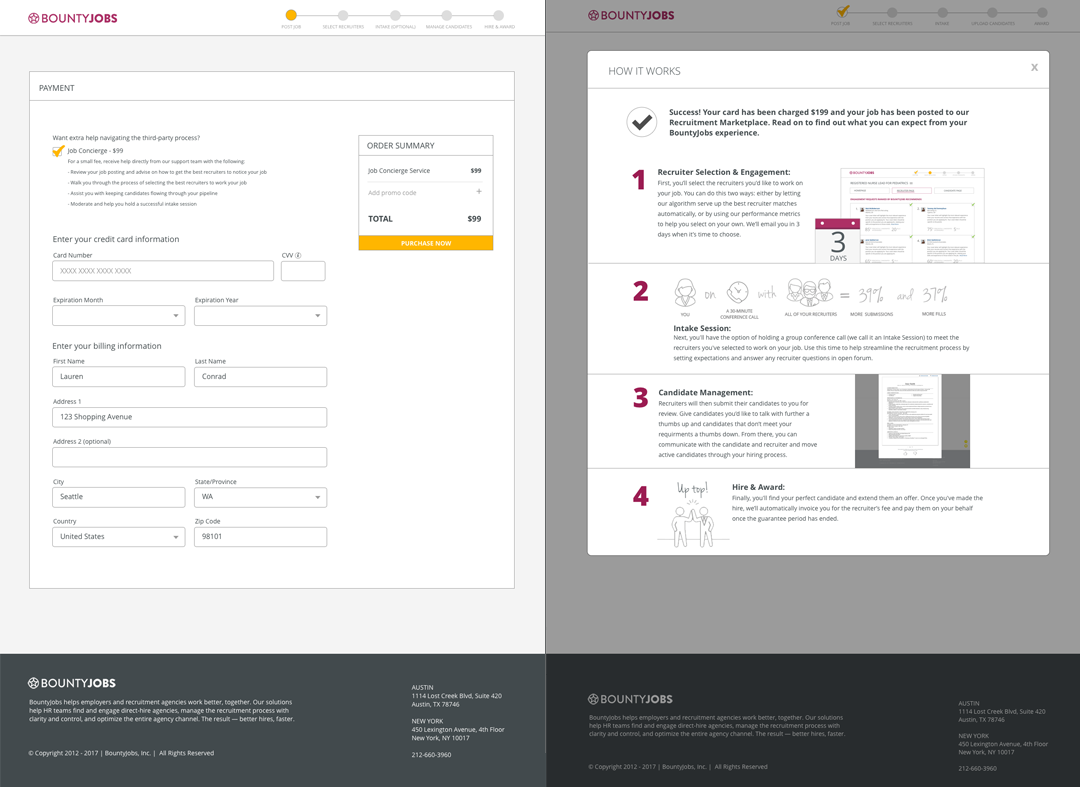 BOUNTYJOBS
POST JOB
SELECT RECRUITERS
INTAKE (OPTIONAL)
MANAGE CANDIDATES
HIRE & AWARD
PAYMENT
Want extra help navigating the third-party process?
Job Concierge - $99
For a small fee, receive help directly from our support team with the following:
- Review your job posting and advise on how to get the best recruiters to notice your job
- Walk you through the process of selecting the best recruiters to work your job
- Assist you with keeping candidates flowing through your pipeline
- Moderate and help you hold a successful intake session
ORDER SUMMARY
Job Concierge Service $99
Add promo code +
TOTAL $99
PURCHASE NOW
Enter your credit card information
Card Number
CVV i
XXXX XXXX XXXX XXXX
Expiration Month
Expiration Year
Enter your billing information
First Name
Last Name
Lauren
Conrad
Address 1
123 Shopping Avenue
Address 2 (optional)
City
State/Province
Seattle
WA
Country
Zip Code
United States
98101
BOUNTYJOBS
BountyJobs helps employers and recruitment agencies work better, together. Our solutions
help HR teams find and engage direct-hire agencies, manage the recruitment process with
clarity and control, and optimize the entire agency channel. The result — better hires, faster.
© Copyright 2012 - 2017 | BountyJobs, Inc. | All Rights Reserved
AUSTIN
1114 Lost Creek Blvd, Suite 420
Austin, TX 78746
NEW YORK
450 Lexington Avenue, 4th Floor
New York, NY 10017
212-660-3960
BOUNTYJOBS
POST JOB
SELECT RECRUITERS
INTAKE
UPLOAD CANDIDATES
AWARD
HOW IT WORKS
X
Success! Your card has been charged $199 and your job has been posted to our
Recruitment Marketplace. Read on to find out what you can expect from your
BountyJobs experience.
1
Recruiter Selection & Engagement:
First, you'll select the recruiters you'd like to work on
your job. You can do this two ways: either by letting
our algorithm serve up the best recruiter matches
automatically, or by using our performance metrics
to help you select on your own. We'll email you in 3
days when it's time to choose.
BOUNTYJOBS
3
DAYS
2
on
with
=
39%
and
37%
YOU
A 30-MINUTE
CONFERENCE CALL
ALL OF YOUR RECRUITERS
MORE SUBMISSIONS
MORE FILLS
Intake Session:
Next, you'll have the option of holding a group conference call (we call it an Intake Session) to meet the
recruiters you've selected to work on your job. Use this time to help streamline the recruitment process by
setting expectations and answer any recruiter questions in open forum.
3
Candidate Management:
Recruiters will then submit their candidates to you for
review. Give candidates you'd like to talk with further a
thumbs up and candidates that don't meet your
requirments a thumbs down. From there, you can
communicate with the candidate and recruiter and move
active candidates through your hiring process.
4
Up top!
Hire & Award:
Finally, you'll find your perfect candidate and extend them an offer. Once you've made the
hire, we'll automatically invoice you for the recruiter's fee and pay them on your behalf
once the guarantee period has ended.
BOUNTYJOBS
BountyJobs helps employers and recruitment agencies work better, together. Our solutions
help HR teams find and engage direct-hire agencies, manage the recruitment process with
clarity and control, and optimize the entire agency channel. The result — better hires, faster.
© Copyright 2012 - 2017 | BountyJobs, Inc. | All Rights Reserved
AUSTIN
1114 Lost Creek Blvd, Suite 420
Austin, TX 78746
NEW YORK
450 Lexington Avenue, 4th Floor
New York, NY 10017
212-660-3960